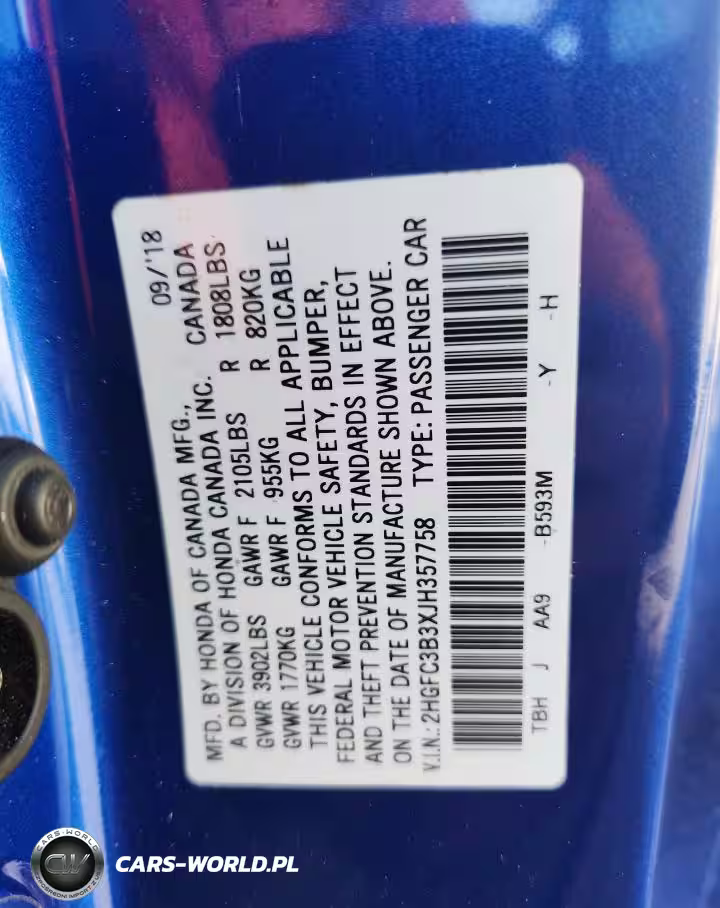 09/'18
MFD. BY HONDA OF CANADA MFG.,
A DIVISION OF HONDA CANADA INC. CANADA
GVWR 3902LBS GAWR F 2105LBS R 1808LBS
GVWR 1770KG GAWR F 955KG R 820KG
THIS VEHICLE CONFORMS TO ALL APPLICABLE
FEDERAL MOTOR VEHICLE SAFETY, BUMPER,
AND THEFT PREVENTION STANDARDS IN EFFECT
ON THE DATE OF MANUFACTURE SHOWN ABOVE.
V.I.N.: 2HGFC3B3XJH357758 TYPE: PASSENGER CAR
TBH J AA9 -B593M -Y -H
CARS-WORLD
CW
CARS-WORLD.PL